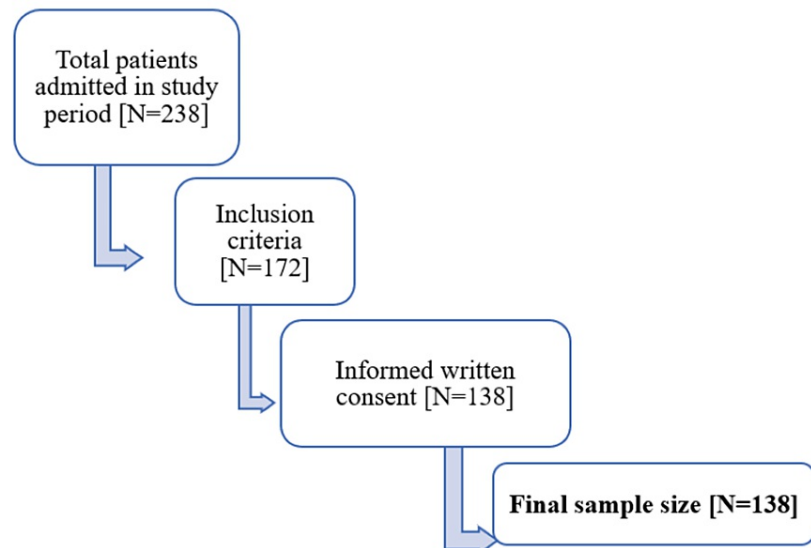 Total patients
admitted in study
period [N=238]
Inclusion
criteria
[N=172]
Informed written
consent [N=138]
Final sample size [N=138]